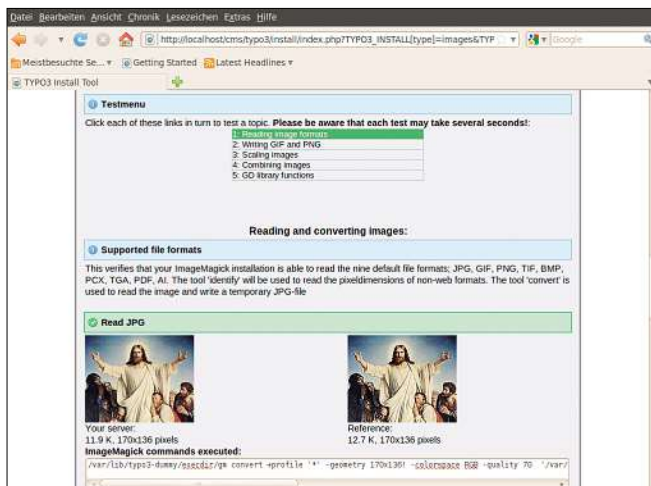 Datei Bearbeiten Ansicht Chronik Lesezeichen Extras Hilfe
http://localhost/cms/typo3/install/index.php?TYPO3_INSTALL[type]=images&TYP
Google
Meistbesuchte Se... Getting Started Latest Headlines
TYPO3 Install Tool
Testmenu
Click each of these links in turn to test a topic. Please be aware that each test may take several seconds!:
1: Reading image formats
2: Writing GIF and PNG
3: Scaling images
4: Combining images
5: GD library functions
Reading and converting images:
Supported file formats
This verifies that your ImageMagick installation is able to read the nine default file formats; JPG, GIF, PNG, TIF, BMP,
PCX, TGA, PDF, AI. The tool 'identify' will be used to read the pixeldimensions of non-web formats. The tool 'convert' is
used to read the image and write a temporary JPG-file
Read JPG
Your server: Reference:
11.9 K, 170x136 pixels 12.7 K, 170x136 pixels
ImageMagick commands executed:
/var/lib/typo3-dummy/execdir/gm convert +profile '*' -geometry 170x136! -colorspace RGB -quality 70 '/var/